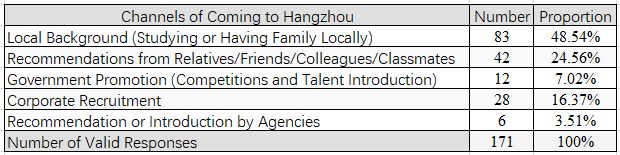 Channels of Coming to Hangzhou Number Proportion
Local Background (Studying or Having Family Locally) 83 48.54%
Recommendations from Relatives/Friends/Colleagues/Classmates 42 24.56%
Government Promotion (Competitions and Talent Introduction) 12 7.02%
Corporate Recruitment 28 16.37%
Recommendation or Introduction by Agencies 6 3.51%
Number of Valid Responses 171 100%